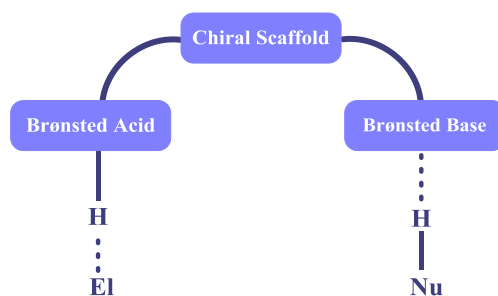 Chiral Scaffold
Brønsted Acid
Brønsted Base
H
H
El
Nu